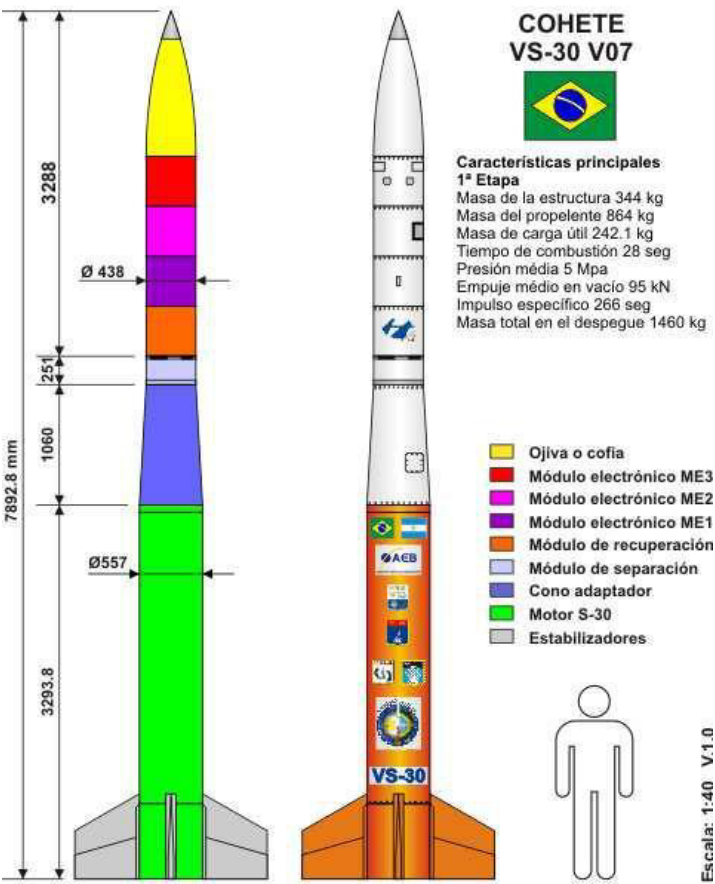 COHETE
VS-30 V07
Características principales
1ª Etapa
Masa de la estructura 344 kg
Masa del propelente 864 kg
Masa de carga útil 242.1 kg
Tiempo de combustión 28 seg
Presión média 5 Mpa
Empuje médio en vacío 95 kN
Impulso específico 266 seg
Masa total en el despegue 1460 kg
3288
Ø 438
251
1060
7892.8 mm
Ø557
3293.8
AEB
VS-30
Ojiva o cofia
Módulo electrónico ME3
Módulo electrónico ME2
Módulo electrónico ME1
Módulo de recuperación
Módulo de separación
Cono adaptador
Motor S-30
Estabilizadores
Escala: 1:40 V.1.0